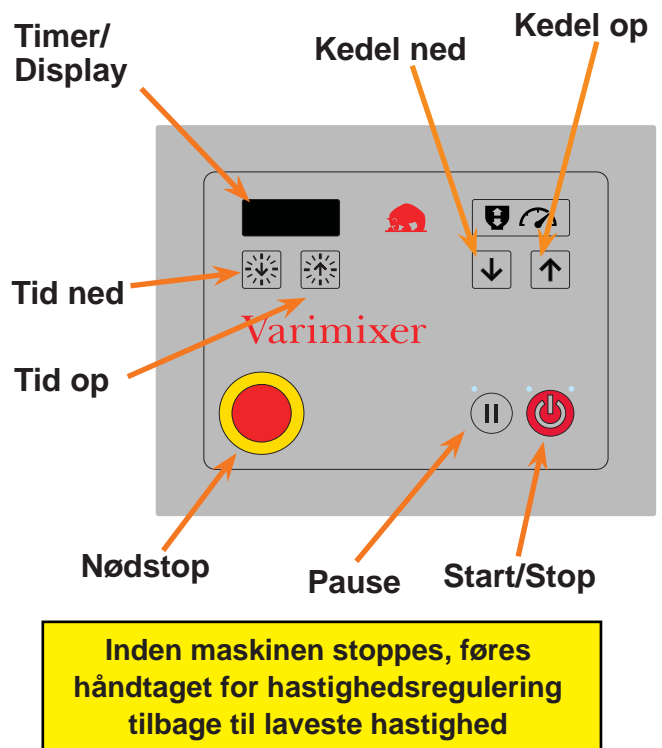 Timer/
Display
Kedel ned
Kedel op
Tid ned
Varimixer
Tid op
Nødstop
Pause
Start/Stop
Inden maskinen stoppes, føres
håndtaget for hastighedsregulering
tilbage til laveste hastighed